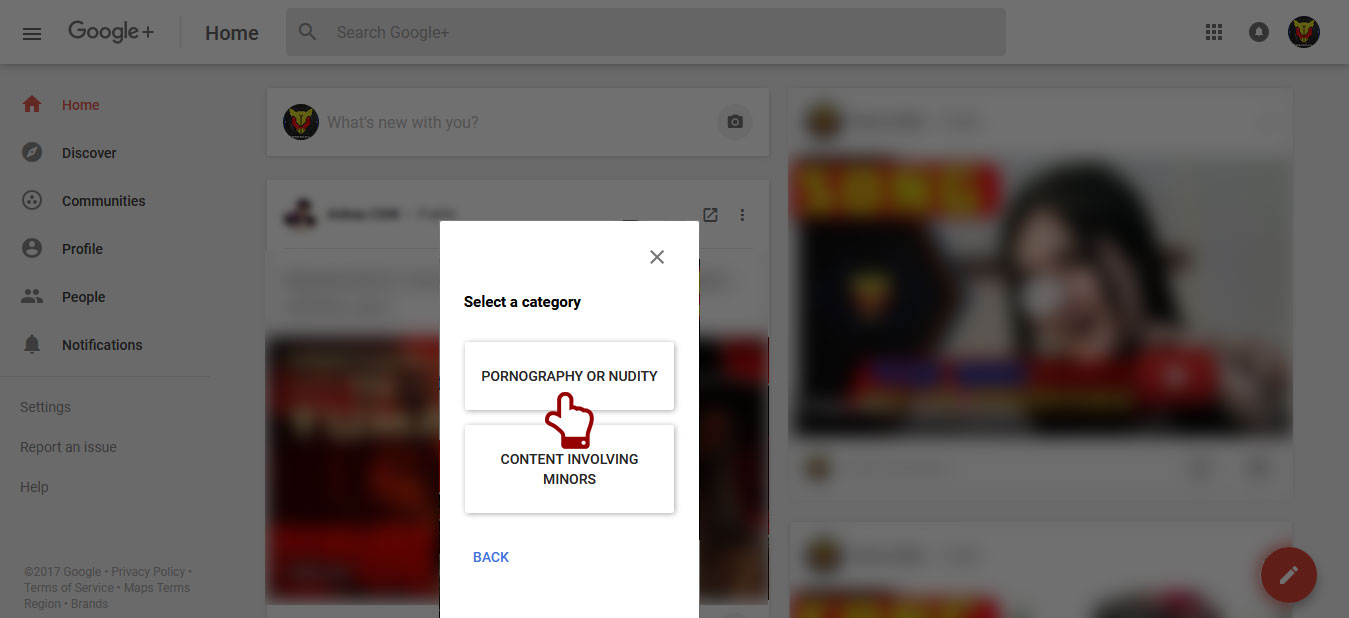 Google+
Home
Search Google+
Home
Discover
Communities
Profile
People
Notifications
Settings
Report an issue
Help
©2017 Google • Privacy Policy •
Terms of Service • Maps Terms
Region • Brands
What's new with you?
Select a category
PORNOGRAPHY OR NUDITY
CONTENT INVOLVING
MINORS
BACK
SONG